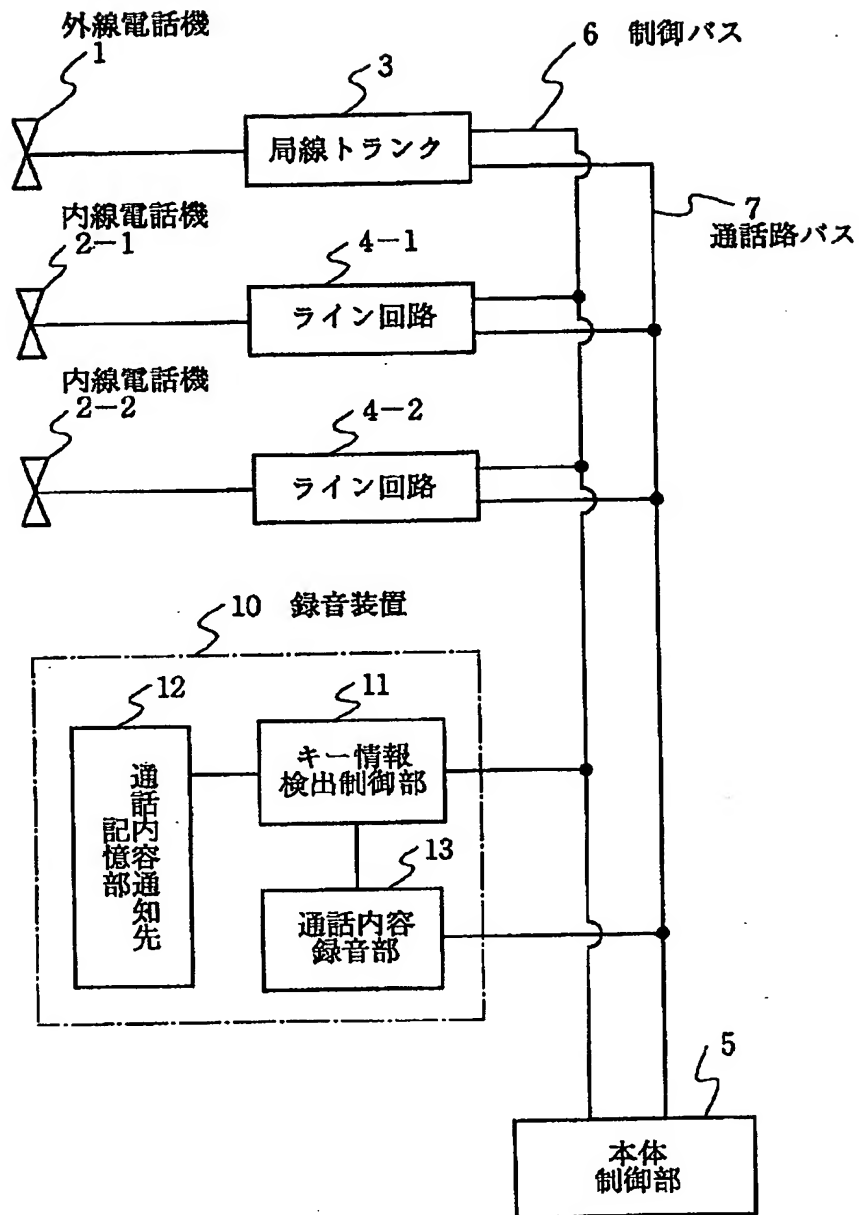 外線電話機
1
6 制御バス
3
局線トランク
7
通話路バス
内線電話機
2-1
4-1
ライン回路
内線電話機
2-2
4-2
ライン回路
10 録音装置
12
通話内容通知先
記憶部
11
キー情報
検出制御部
13
通話内容
録音部
5
本体
制御部